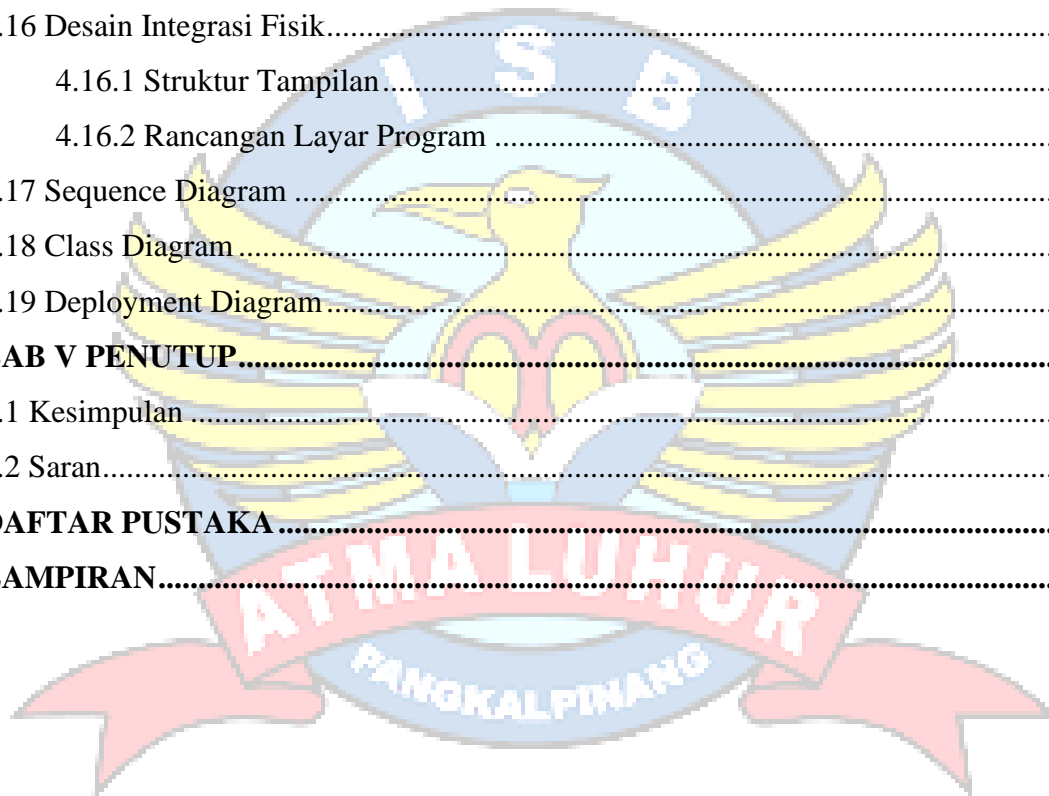 .16 Desain Integrasi Fisik....................................................................................................
4.16.1 Struktur Tampilan....................................................................................
4.16.2 Rancangan Layar Program ......................................................................
.17 Sequence Diagram ........................................................................................................
.18 Class Diagram................................................................................................................
.19 Deployment Diagram....................................................................................................
AB V PENUTUP................................................................................................................
.1 Kesimpulan .....................................................................................................................
.2 Saran................................................................................................................................
DAFTAR PUSTAKA..........................................................................................................
AMPIRAN..........................................................................................................................
I S B
ATMA LUHUR
PANGKALPINANG